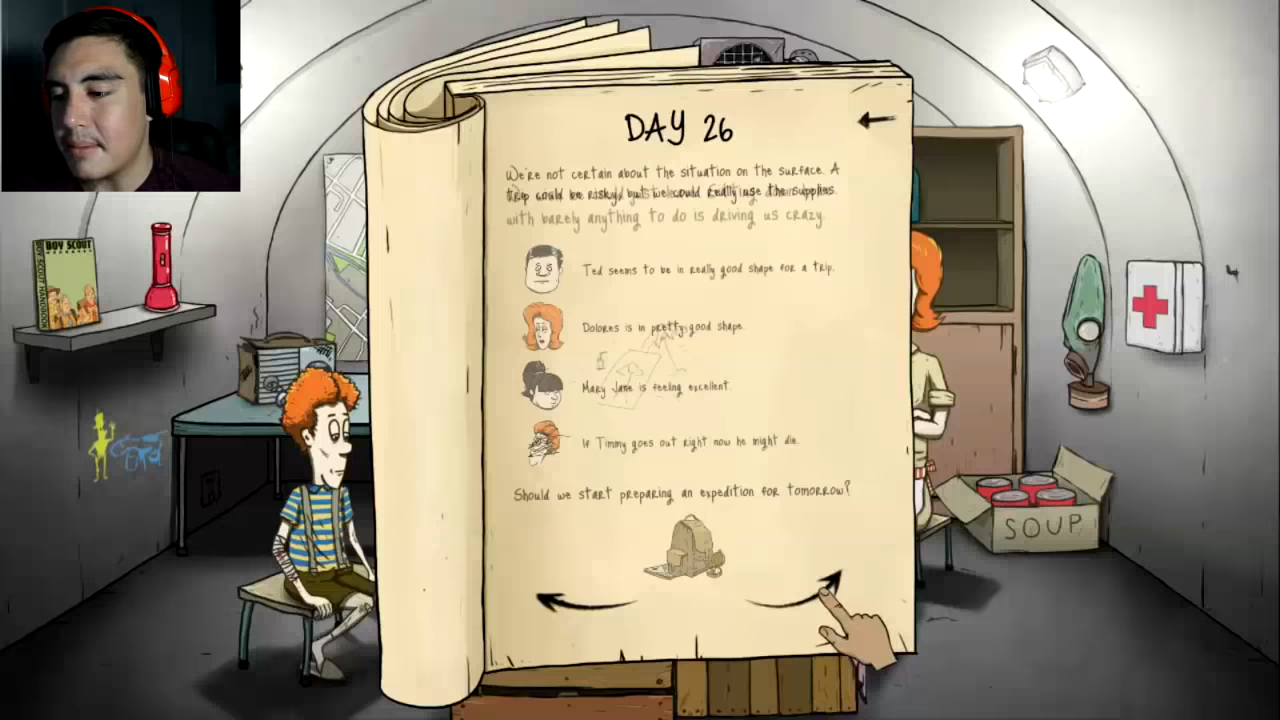 DAY 26
We're not certain about the situation on the surface. A
trip could be risky, but we could really use the supplies.
with barely anything to do is driving us crazy.
Ted seems to be in really good shape for a trip.
Dolores is in pretty good shape.
Mary Jane is feeling excellent.
If Timmy goes out right now he might die.
Should we start preparing an expedition for tomorrow?
BOY SCOUT
BOY SCOUT HANDBOOK
SOUP